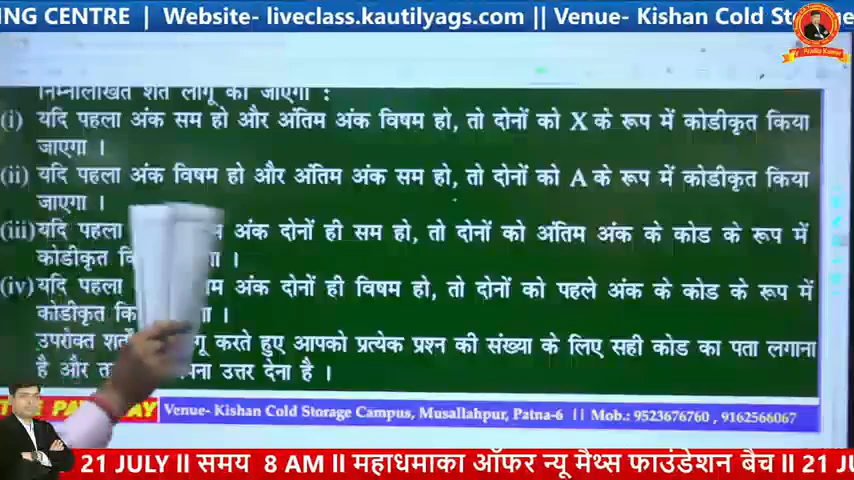 ING CENTRE | Website- liveclass.kautilyags.com || Venue- Kishan Cold
Pradip Kumar
निम्नलिखित शर्तें लागू की जाएगी :
(i) यदि पहला अंक सम हो और अंतिम अंक विषम हो, तो दोनों को X के रूप में कोडीकृत किया
जाएगा ।
(ii) यदि पहला अंक विषम हो और अंतिम अंक सम हो, तो दोनों को A के रूप में कोडीकृत किया
जाएगा ।
(iii) यदि पहला अंक दोनों ही सम हो, तो दोनों को अंतिम अंक के कोड के रूप में
कोडीकृत ।
(iv) यदि पहला अंक दोनों ही विषम हो, तो दोनों को पहले अंक के कोड के रूप में
कोडीकृत ।
उपरोक्त करते हुए आपको प्रत्येक प्रश्न की संख्या के लिए सही कोड का पता लगाना
है और उत्तर देना है ।
Venue- Kishan Cold Storage Campus, Musallahpur, Patna-6 || Mob.: 9523676760 , 9162566067
21 JULY II समय 8 AM II महाधमाका ऑफर न्यू मैथ्स फाउंडेशन बैच II 21 JU